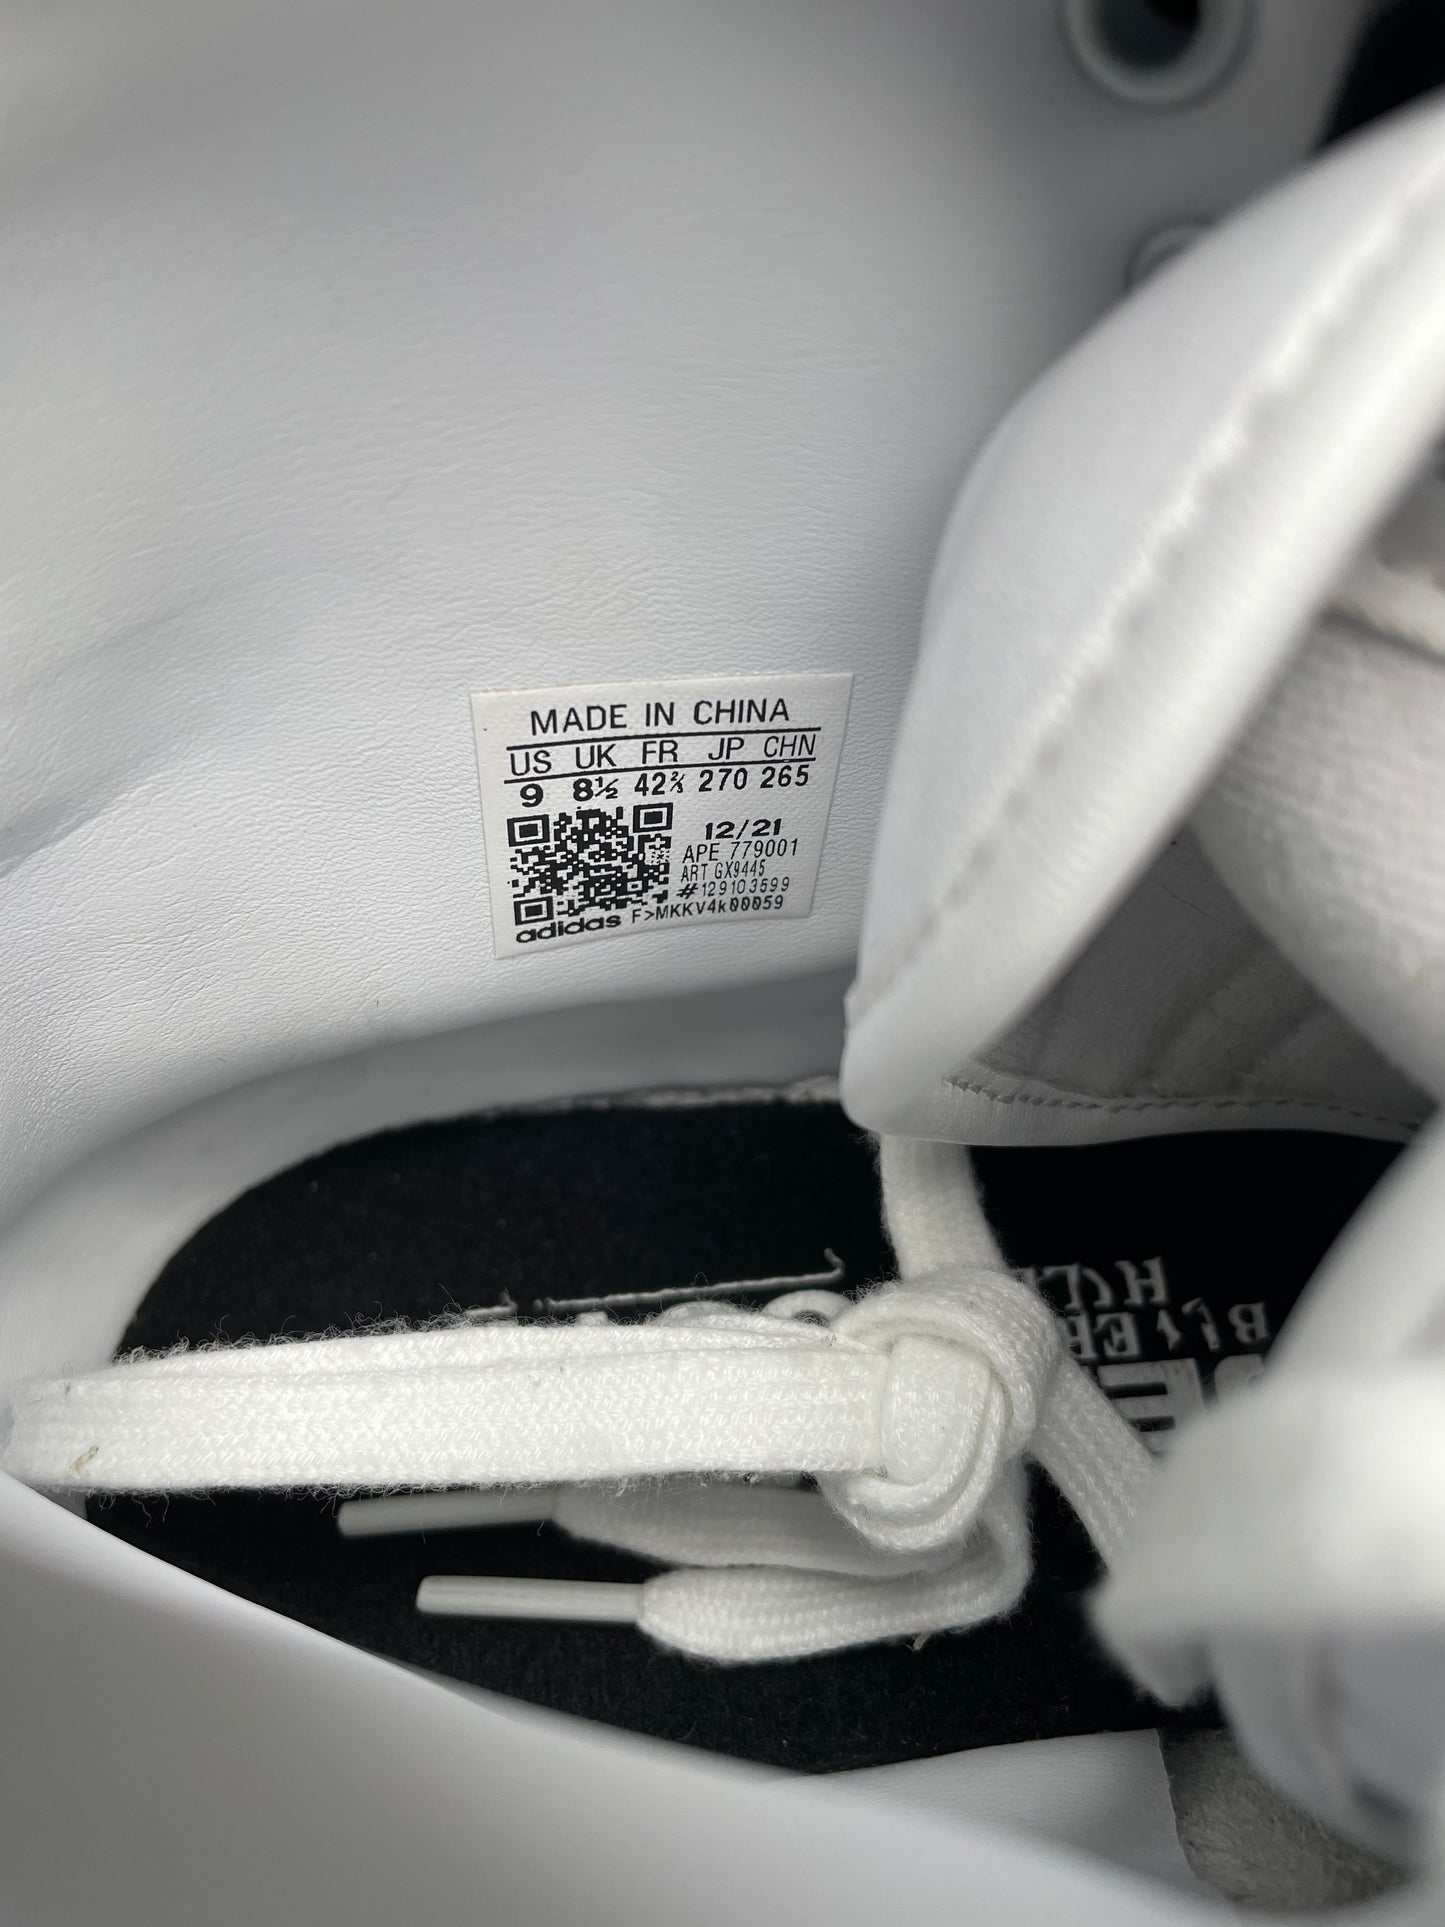 MADE IN CHINA
US UK FR JP CHN
9 8½ 42⅔ 270 265
12/21
APE 779001
ART GX9445
#129103599
adidas F>MKKV4k00059